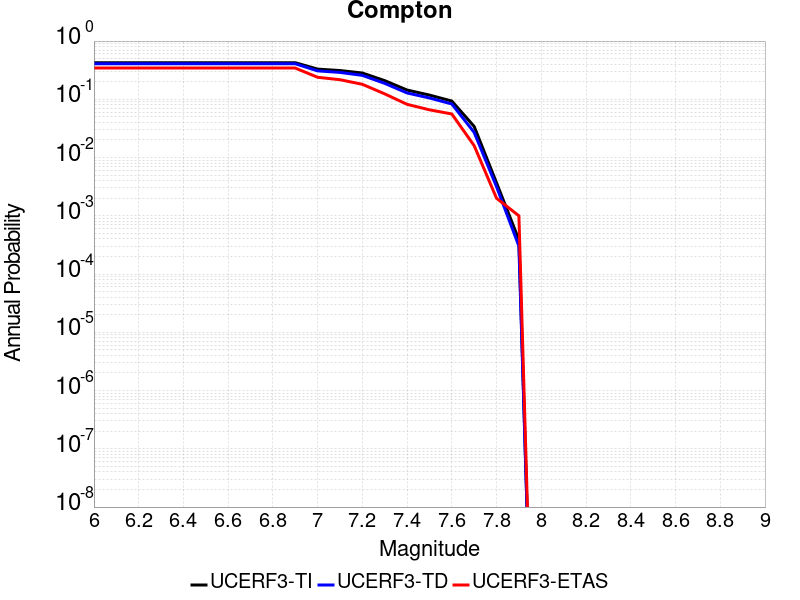 Compton
10^0
10^-1
10^-2
10^-3
10^-4
10^-5
10^-6
10^-7
10^-8
Annual Probability
6 6.2 6.4 6.6 6.8 7 7.2 7.4 7.6 7.8 8 8.2 8.4 8.6 8.8 9
Magnitude
UCERF3-TI UCERF3-TD UCERF3-ETAS